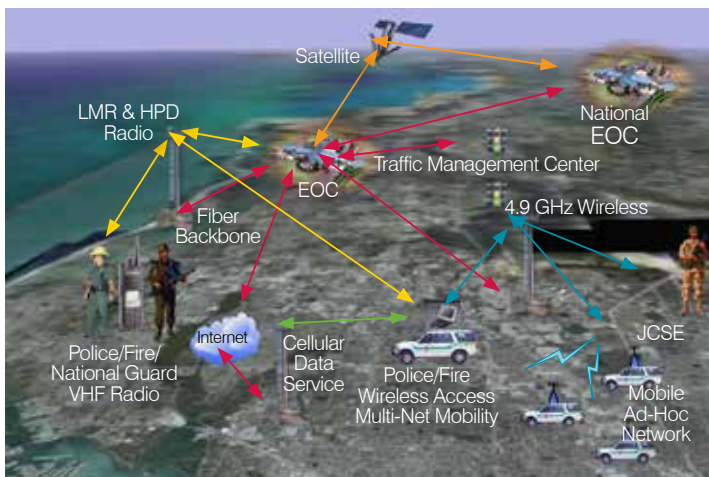 Satellite
LMR & HPD
Radio
National
EOC
Traffic Management Center
EOC
4.9 GHz Wireless
Fiber
Backbone
Internet
Cellular
Data
Service
JCSE
Police/Fire/
National Guard
VHF Radio
Police/Fire
Wireless Access
Multi-Net Mobility
Mobile
Ad-Hoc
Network